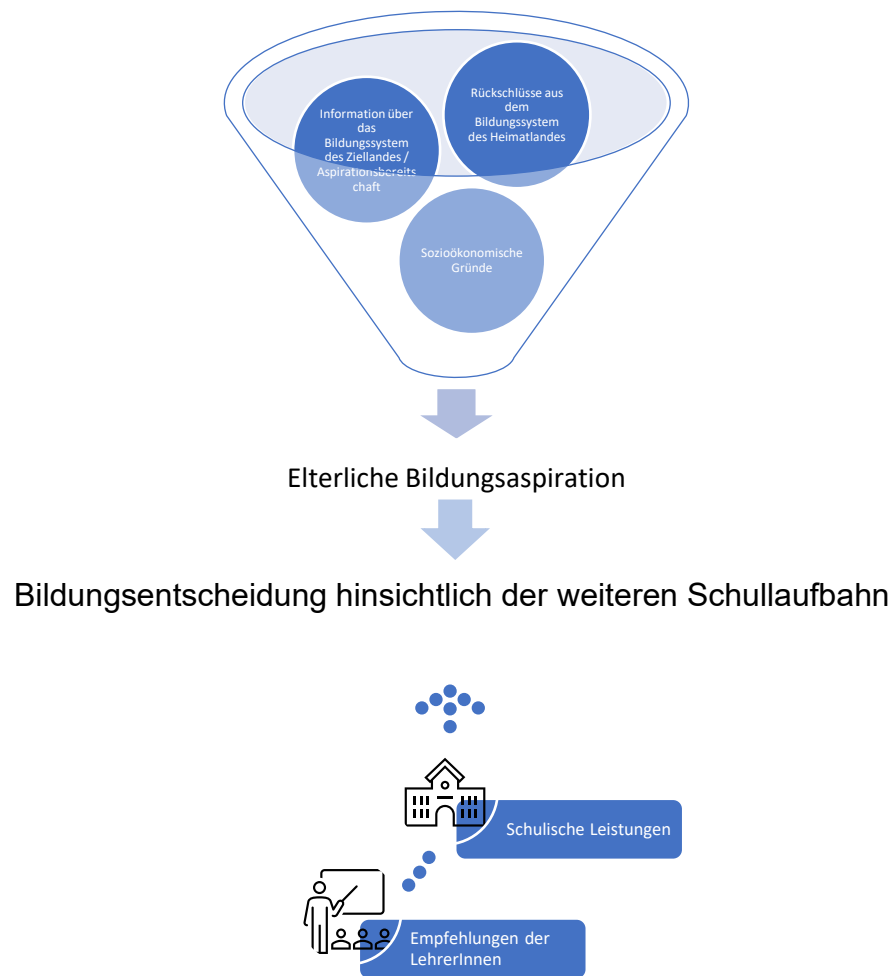 Information über
das
Bildungssystem
des Ziellandes /
Aspirationsbereits
chaft
Rückschlüsse aus
dem
Bildungssystem
des Heimatlandes
Sozioökonomische
Gründe
Elterliche Bildungsaspiration
Bildungsentscheidung hinsichtlich der weiteren Schullaufbahn
Schulische Leistungen
Empfehlungen der
LehrerInnen